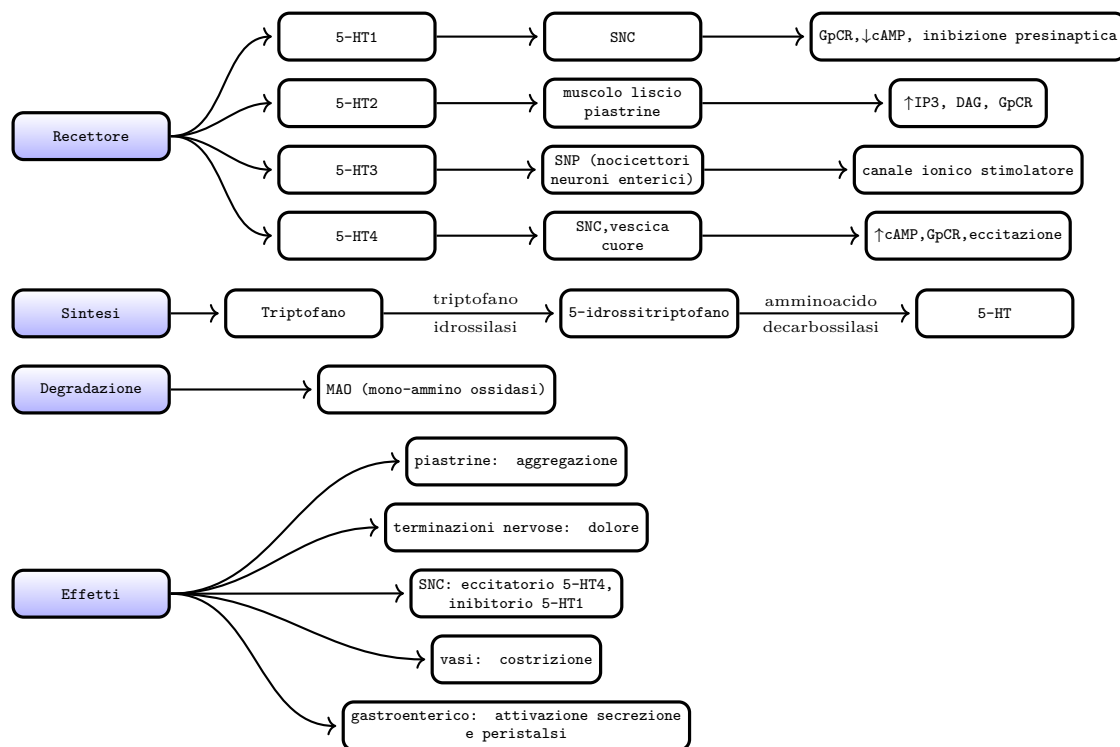 Recettore
5-HT1
SNC
GpCR,↓cAMP, inibizione presinaptica
5-HT2
muscolo liscio
piastrine
↑IP3, DAG, GpCR
5-HT3
SNP (nocicettori
neuroni enterici)
canale ionico stimolatore
5-HT4
SNC,vescica
cuore
↑cAMP,GpCR,eccitazione
Sintesi
Triptofano
triptofano
idrossilasi
5-idrossitriptofano
amminoacido
decarbossilasi
5-HT
Degradazione
MAO (mono-ammino ossidasi)
Effetti
piastrine: aggregazione
terminazioni nervose: dolore
SNC: eccitatorio 5-HT4,
inibitorio 5-HT1
vasi: costrizione
gastroenterico: attivazione secrezione
e peristalsi